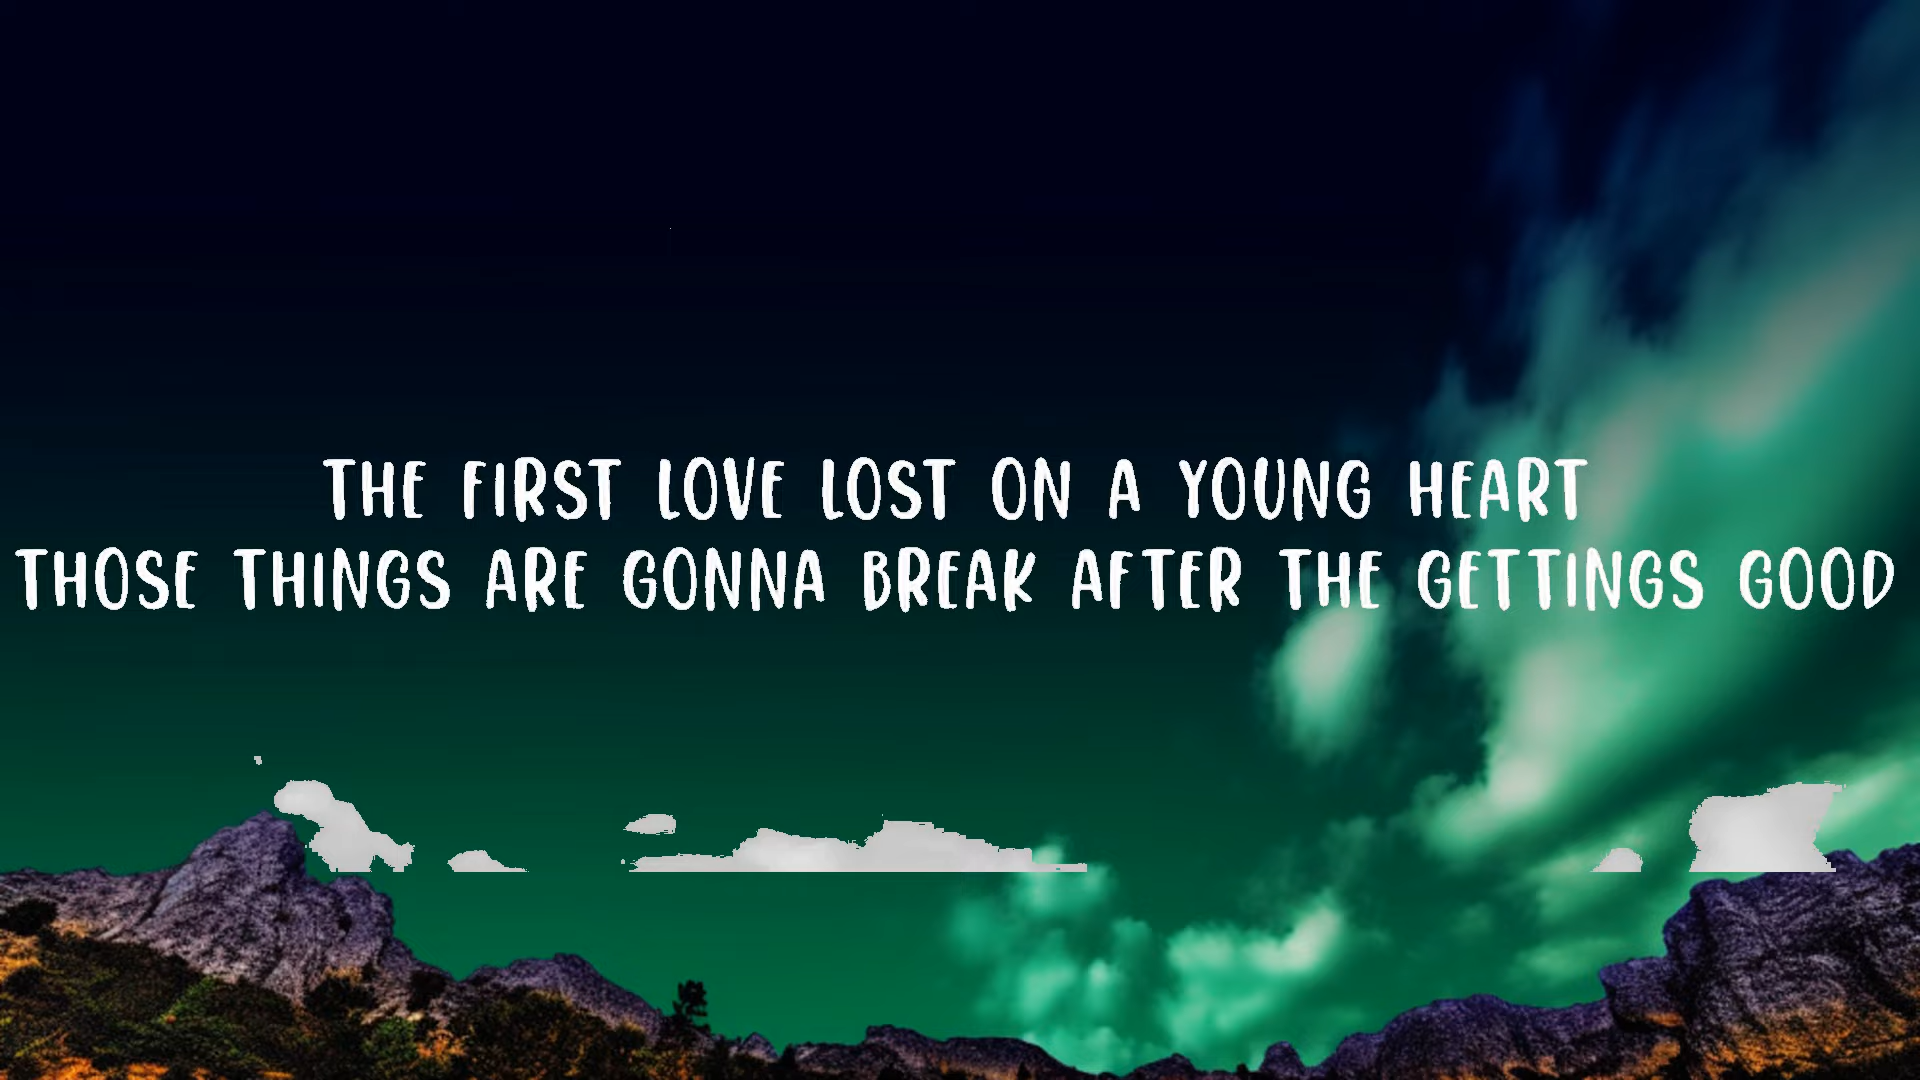 THE FIRST LOVE LOST ON A YOUNG HEART
THOSE THINGS ARE GONNA BREAK AFTER THE GETTINGS GOOD